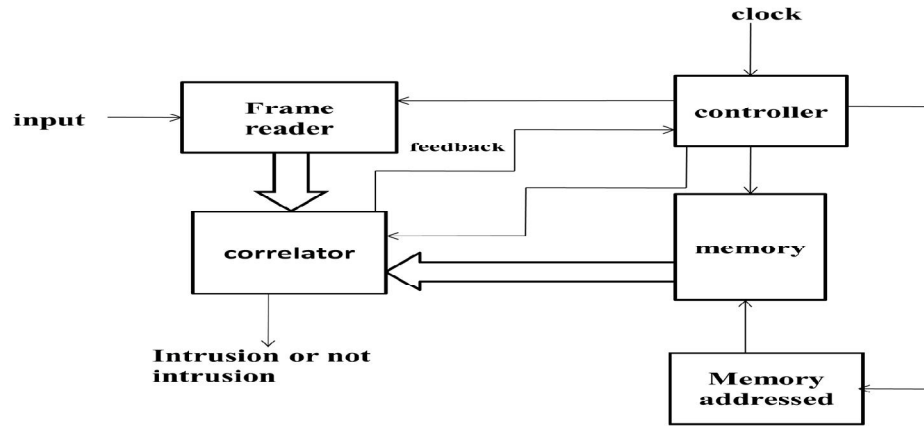 clock
input
Frame
reader
controller
feedback
correlator
memory
Intrusion or not
intrusion
Memory
addressed